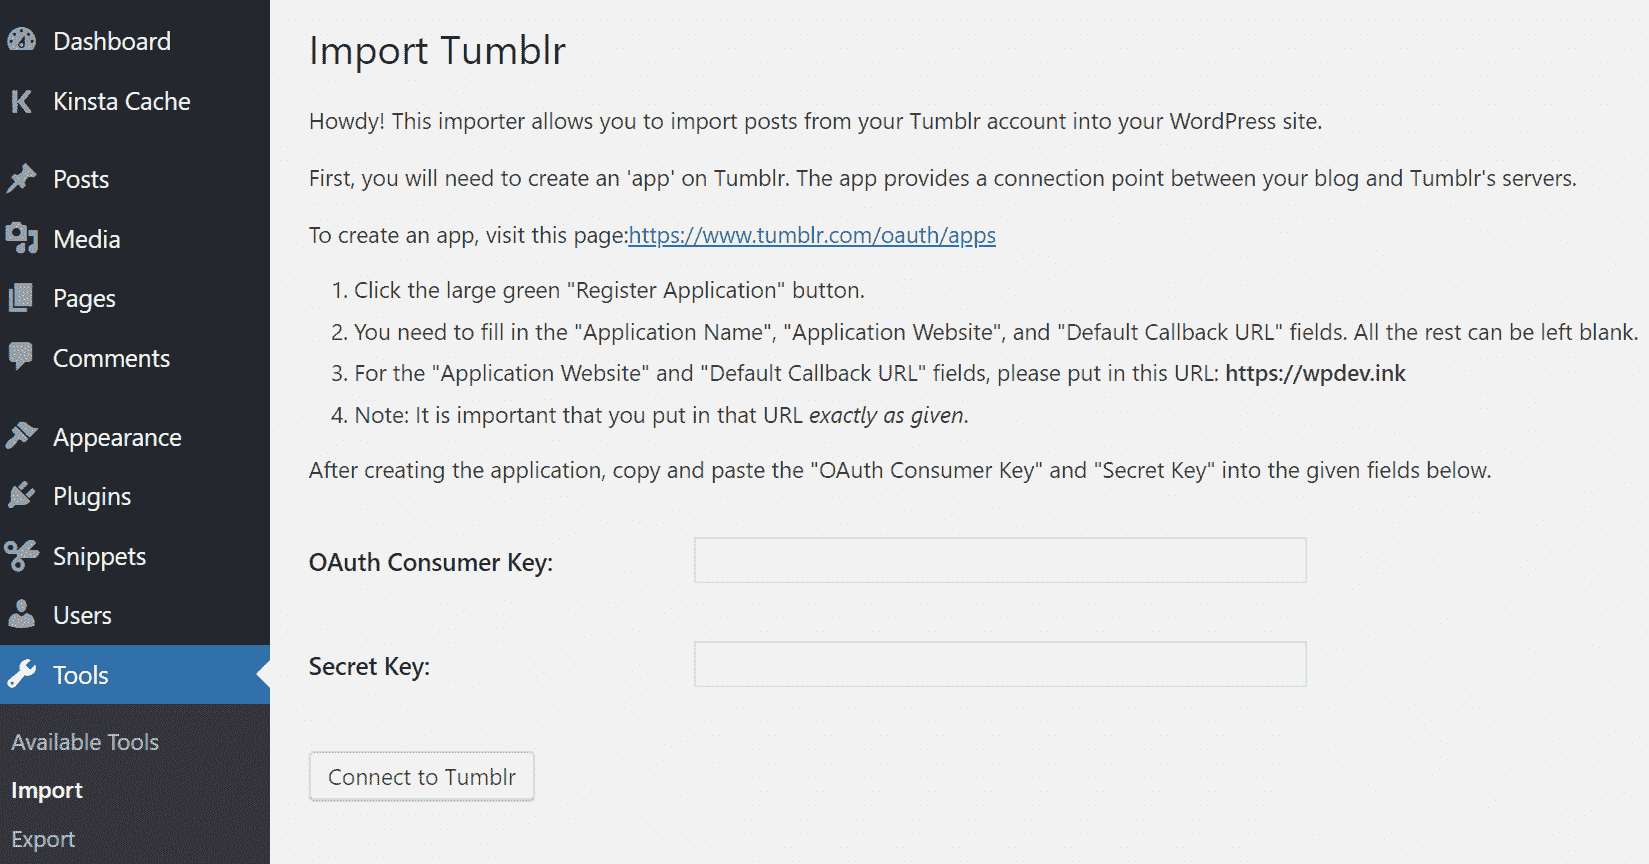 Dashboard
Kinsta Cache
Posts
Media
Pages
Comments
Appearance
Plugins
Snippets
Users
Tools
Available Tools
Import
Export
Import Tumblr
Howdy! This importer allows you to import posts from your Tumblr account into your WordPress site.
First, you will need to create an 'app' on Tumblr. The app provides a connection point between your blog and Tumblr's servers.
To create an app, visit this page:https://www.tumblr.com/oauth/apps
1. Click the large green "Register Application" button.
2. You need to fill in the "Application Name", "Application Website", and "Default Callback URL" fields. All the rest can be left blank.
3. For the "Application Website" and "Default Callback URL" fields, please put in this URL: https://wpdev.ink
4. Note: It is important that you put in that URL exactly as given.
After creating the application, copy and paste the "OAuth Consumer Key" and "Secret Key" into the given fields below.
OAuth Consumer Key:
Secret Key:
Connect to Tumblr